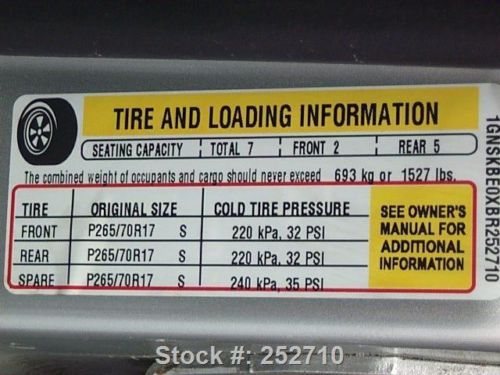 TIRE AND LOADING INFORMATION
SEATING CAPACITY TOTAL 7 FRONT 2 REAR 5
The combined weight of occupants and cargo should never exceed 693 kg or 1527 lbs.
TIRE ORIGINAL SIZE COLD TIRE PRESSURE
FRONT P265/70R17 S 220 kPa, 32 PSI
REAR P265/70R17 S 220 kPa, 32 PSI
SPARE P265/70R17 S 240 kPa, 35 PSI
SEE OWNER'S
MANUAL FOR
ADDITIONAL
INFORMATION
1GNSKBE0XBR252710
Stock #: 252710